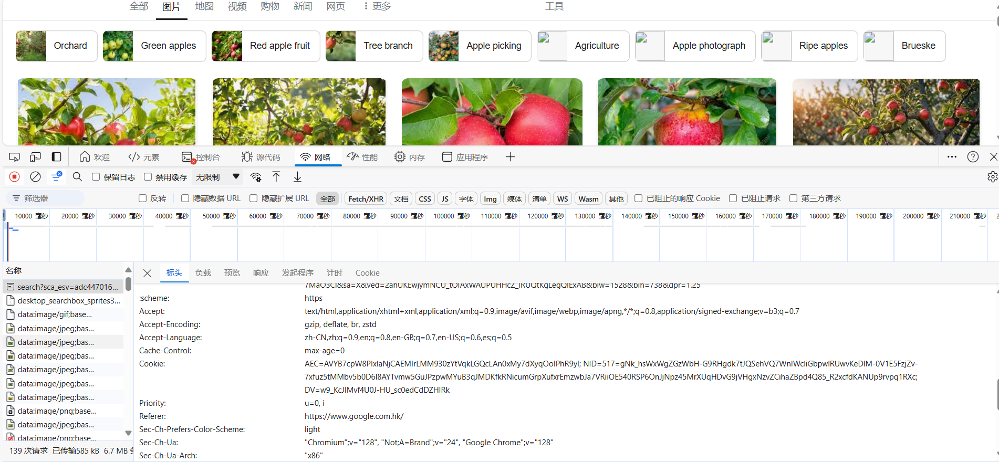 全部 图片 地图 视频 购物 新闻 网页 更多 工具
Orchard Green apples Red apple fruit Tree branch Apple picking Agriculture Apple photograph Ripe apples Brueske
欢迎 元素 控制台 源代码 网络 性能 内存 应用程序
保留日志 禁用缓存 无限制
筛选器 反转 隐藏数据 URL 隐藏扩展 URL 全部 Fetch/XHR 文档 CSS JS 字体 Img 媒体 清单 WS Wasm 其他 已阻止的响应 Cookie 已阻止请求 第三方请求
10000 毫秒 20000 毫秒 30000 毫秒 40000 毫秒 50000 毫秒 60000 毫秒 70000 毫秒 80000 毫秒 90000 毫秒 100000 毫秒 110000 毫秒 120000 毫秒 130000 毫秒 140000 毫秒 150000 毫秒 160000 毫秒 170000 毫秒 180000 毫秒 190000 毫秒 200000 毫秒 210000 毫秒
名称
search?sca_esv=adc447016...
desktop_searchbox_sprites3...
data:image/gif;base...
data:image/jpeg;bas...
data:image/jpeg;bas...
data:image/jpeg;bas...
data:image/jpeg;bas...
data:image/jpeg;bas...
data:image/jpeg;bas...
data:image/png;base...
data:image/jpeg;bas...
data:image/png;base...
139 次请求 已传输585 kB 6.7 MB
标头 负载 预览 响应 发起程序 计时 Cookie
:scheme: https
Accept: text/html,application/xhtml+xml,application/xml;q=0.9,image/avif,image/webp,image/apng,*/*;q=0.8,application/signed-exchange;v=b3;q=0.7
Accept-Encoding: gzip, deflate, br, zstd
Accept-Language: zh-CN,zh;q=0.9,en;q=0.8,en-GB;q=0.7,en-US;q=0.6,es;q=0.5
Cache-Control: max-age=0
Cookie: AEC=AVYB7cpW8PIxlaNjCAEMIrLMM930zYtVqkLGQcLAn0xMy7dXyqOoIPhR9yI; NID=517=gNk_hsWxWgZGzWbH-G9RHgdk7tJQSehVQ7WnIWcliGbpwIRUwvKeDIM-0V1E5FzjZv-
7xfuz5tMMbv5b0D6I8AYTvmw5GuJPzpwMYuB3qJMDKfkRNicumGrpXufxrEmzwbJa7VRiiOE540RSP6OnJjNpz45MrXUqHDvG9jVHgxNzvZCihaZBpd4Q85_R2xcfdKANUp9rvpq1RXc;
DV=w9_KcJIMvf4U0J-HU_sc0edCdDZHIRk
Priority: u=0, i
Referer: https://www.google.com.hk/
Sec-Ch-Prefers-Color-Scheme: light
Sec-Ch-Ua: "Chromium";v="128", "Not;A=Brand";v="24", "Google Chrome";v="128"
Sec-Ch-Ua-Arch: "x86"